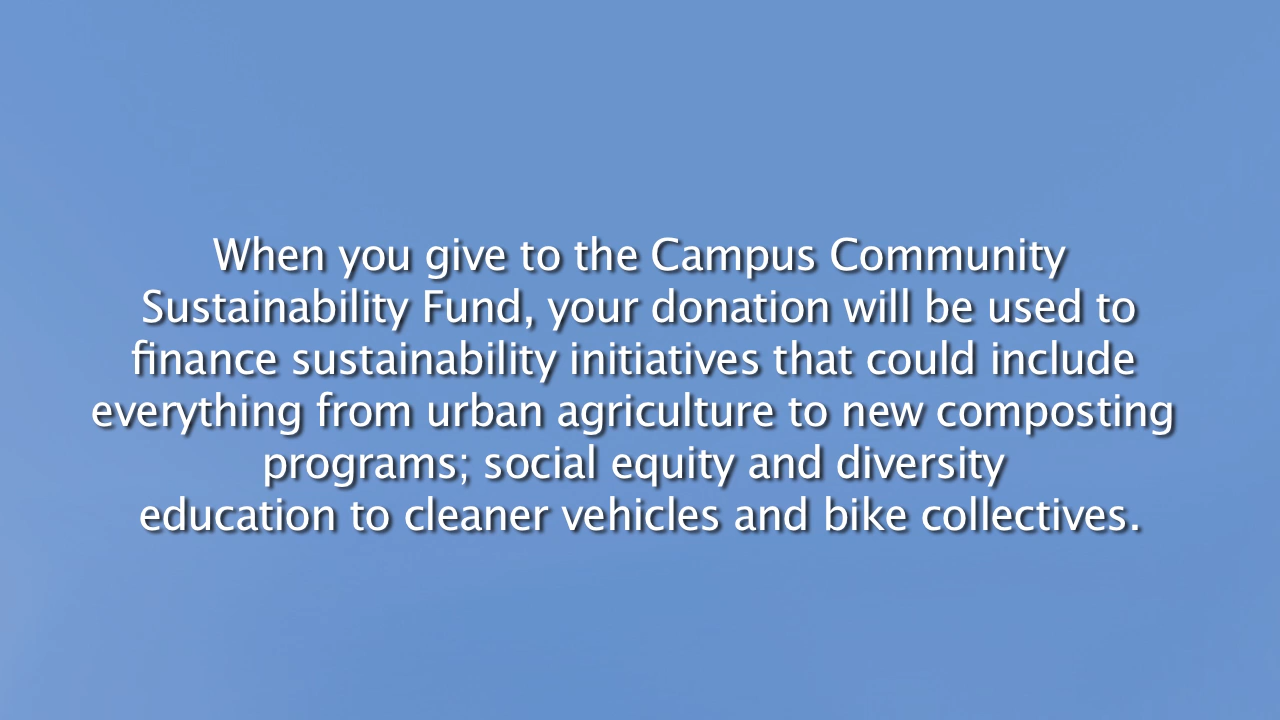 When you give to the Campus Community
Sustainability Fund, your donation will be used to
finance sustainability initiatives that could include
everything from urban agriculture to new composting
programs; social equity and diversity
education to cleaner vehicles and bike collectives.